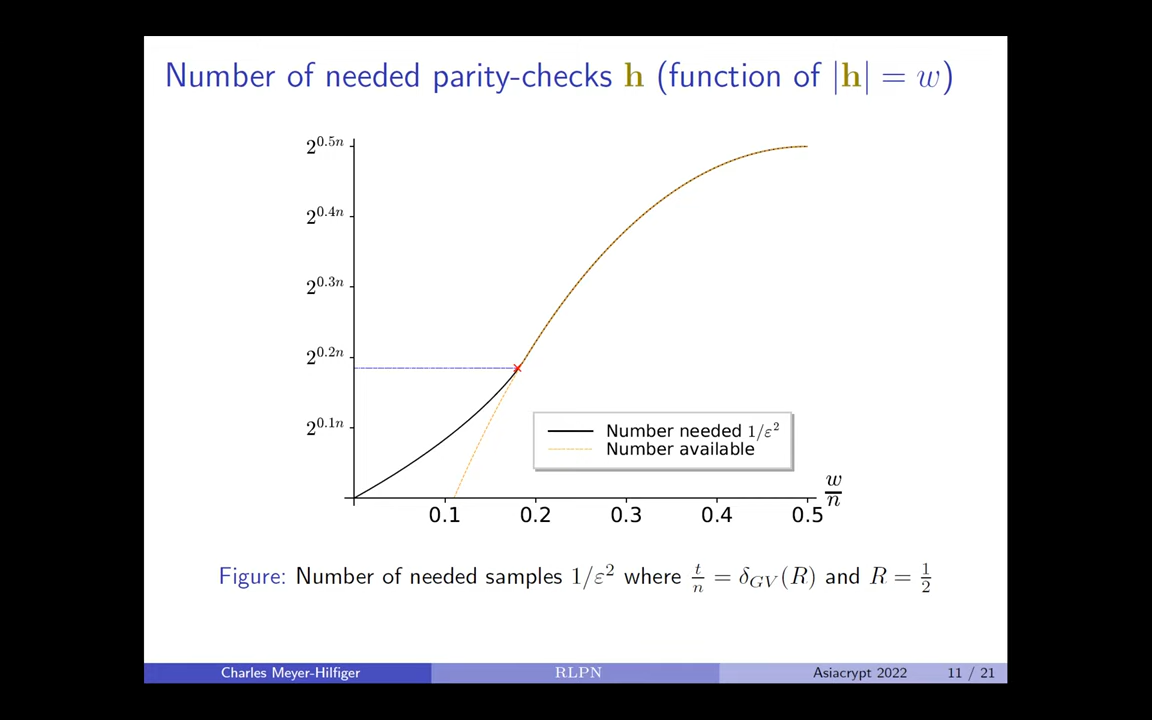 Number of needed parity-checks h (function of |h| = w)
2^{0.5n}
2^{0.4n}
2^{0.3n}
2^{0.2n}
2^{0.1n}
Number needed 1/ε²
Number available
w/n
0.1 0.2 0.3 0.4 0.5
Figure: Number of needed samples 1/ε² where t/n = δ_{GV}(R) and R = 1/2
Charles Meyer-Hilfiger RLPN Asiacrypt 2022 11 / 21